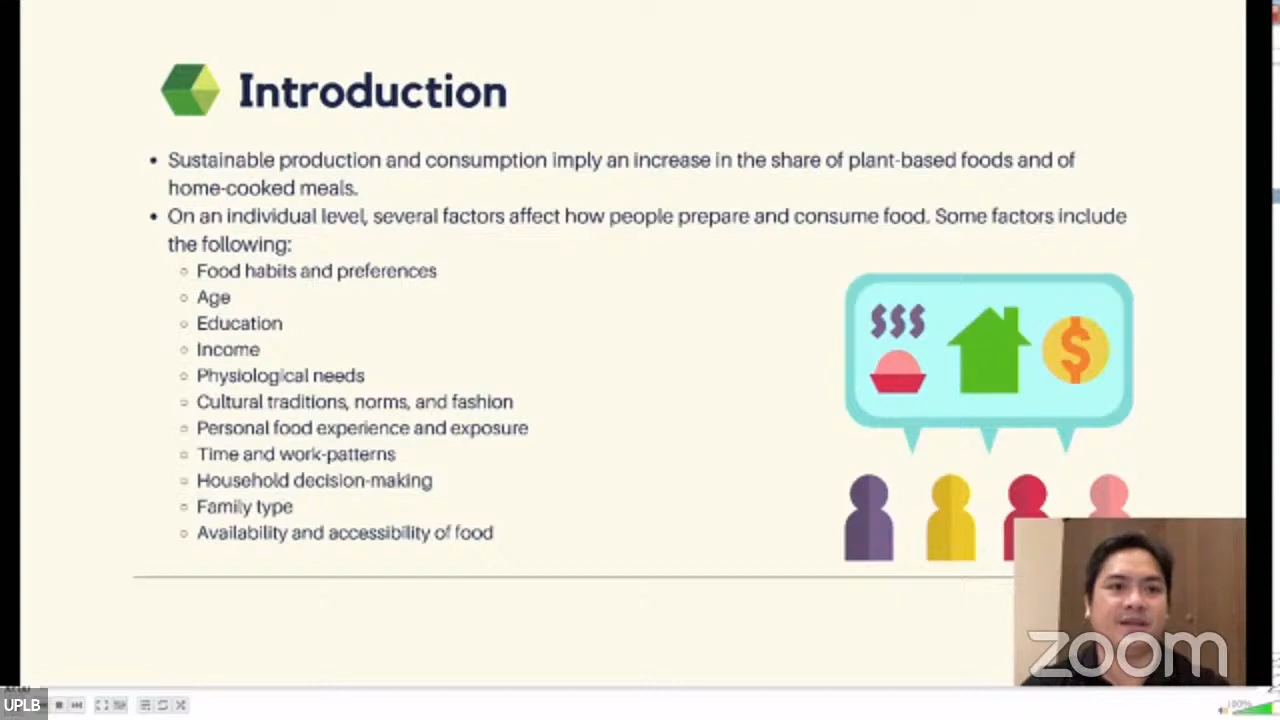 Introduction
• Sustainable production and consumption imply an increase in the share of plant-based foods and of
home-cooked meals.
• On an individual level, several factors affect how people prepare and consume food. Some factors include
the following:
○ Food habits and preferences
○ Age
○ Education
○ Income
○ Physiological needs
○ Cultural traditions, norms, and fashion
○ Personal food experience and exposure
○ Time and work-patterns
○ Household decision-making
○ Family type
○ Availability and accessibility of food
$
zoom
UPLB
100%